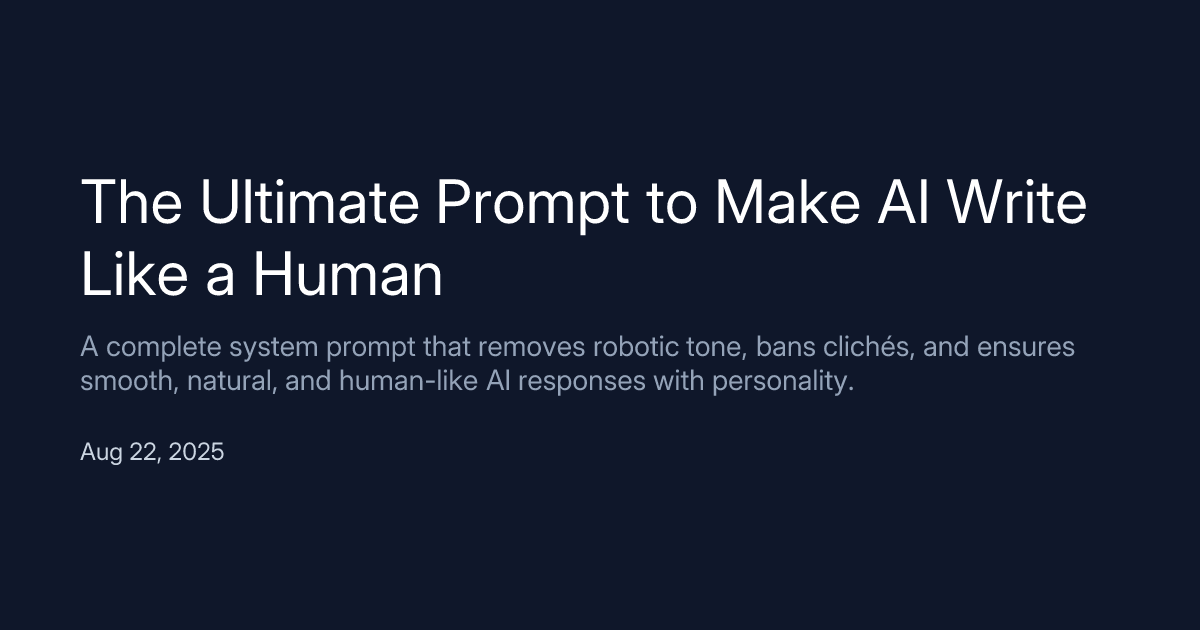 The Ultimate Prompt to Make AI Write
Like a Human
A complete system prompt that removes robotic tone, bans clichés, and ensures
smooth, natural, and human-like AI responses with personality.
Aug 22, 2025